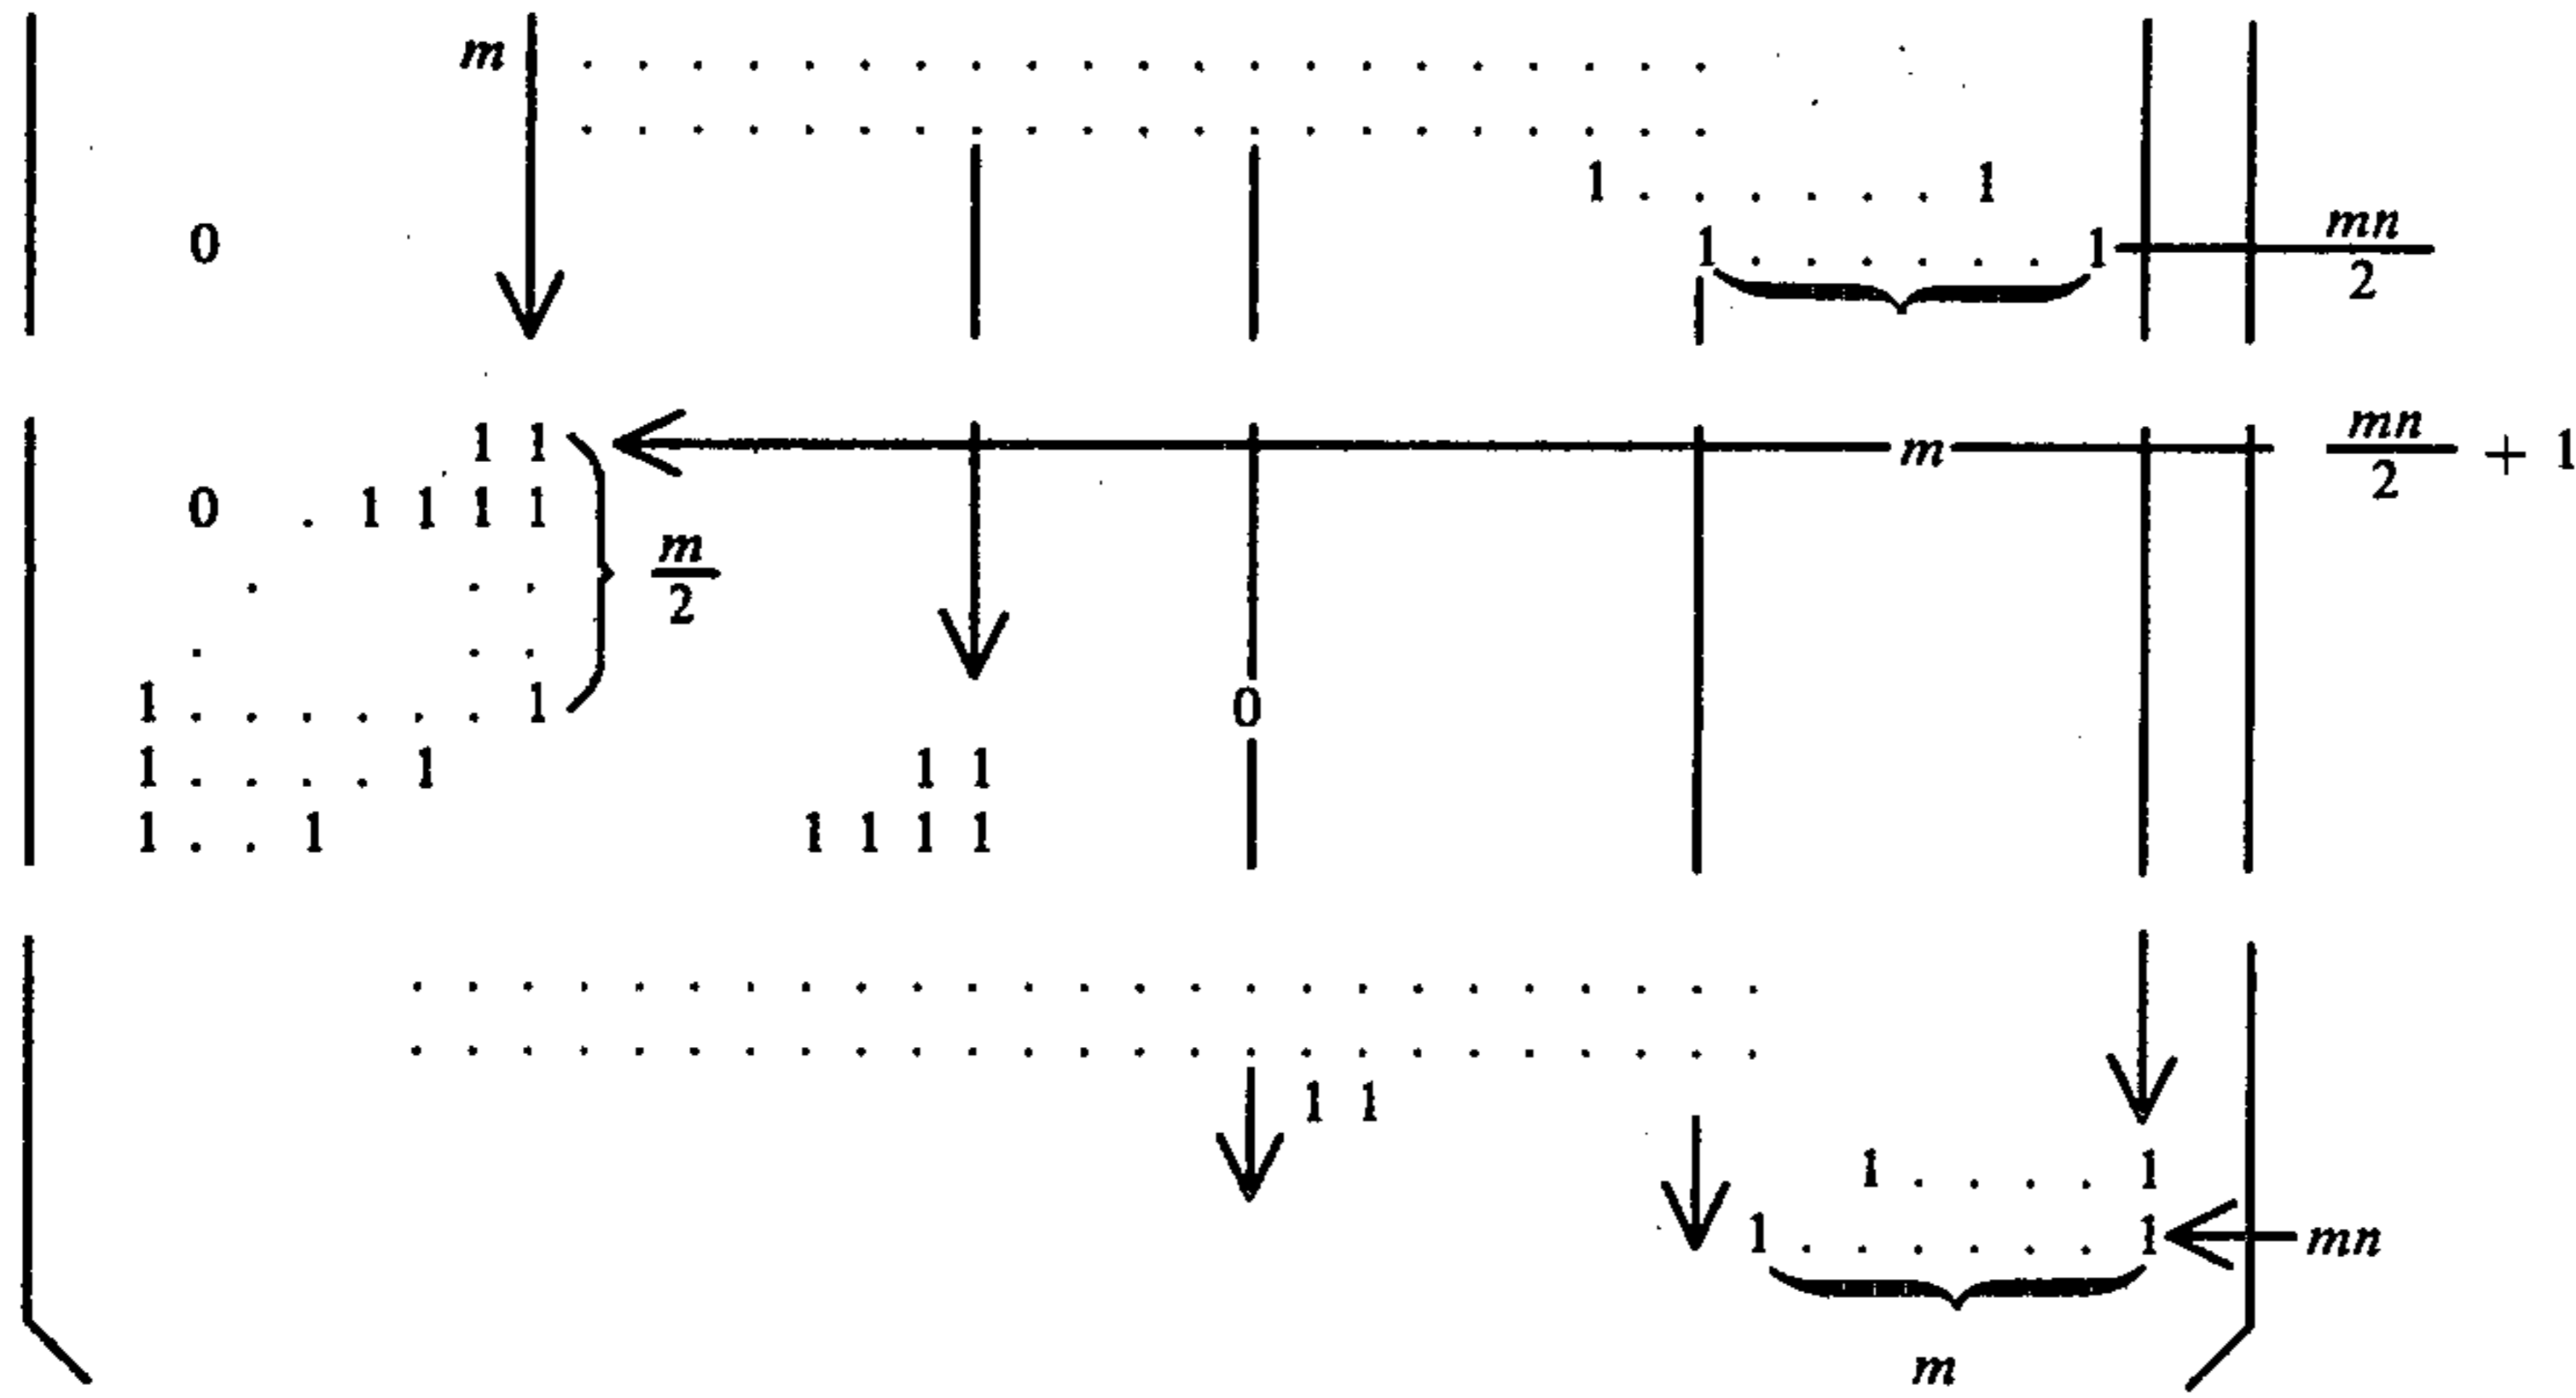 m . . . . . . . . . . . . . . . . . . . . .
. . . . . . . . . . . . . . . . . . . . .
1 . . . . . . 1
0 1 . . . . . . 1 mn/2
1 1 m mn/2 + 1
0 . 1 1 1 1
. . . m/2
. . .
1 . . . . . . 1 0
1 . . . . 1 1 1
1 . . 1 1 1 1 1
. . . . . . . . . . . . . . . . . . . . . . . . .
. . . . . . . . . . . . . . . . . . . . . . . . .
1 1
1 . . . . 1
1 . . . . . . 1 mn
m